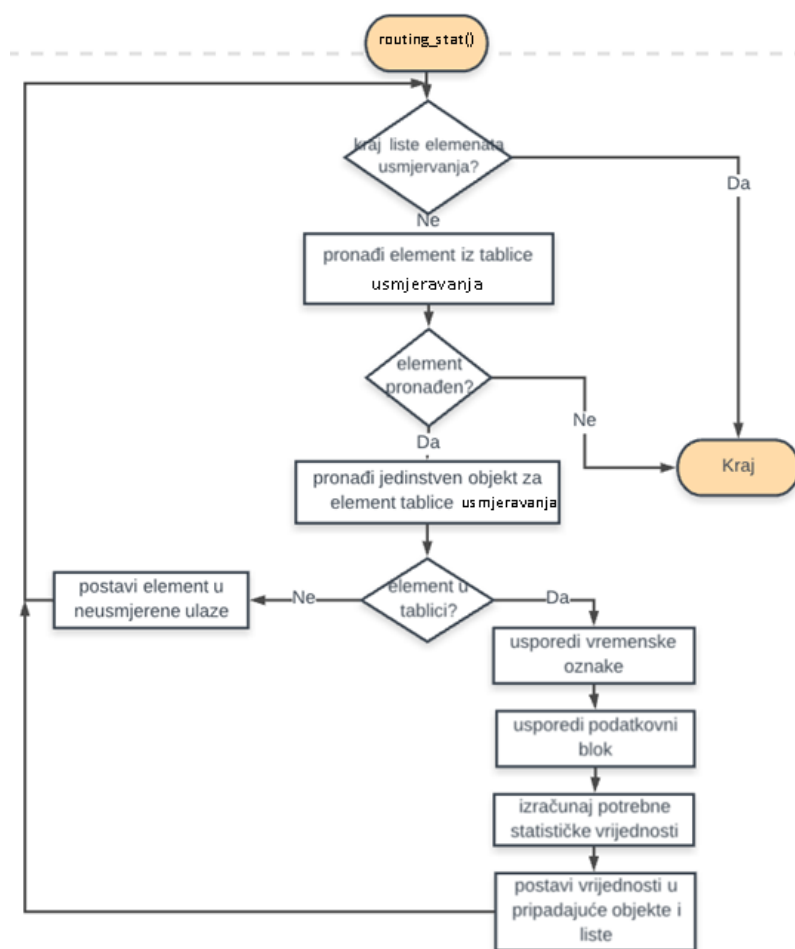 routing_stat()
kraj liste elemenata
usmjervanja?
Da
Ne
pronađi element iz tablice
usmjeravanja
element
pronađen?
Ne
Da
Kraj
pronađi jedinstven objekt za
element tablice usmjeravanja
element u
tablici?
Ne
Da
postavi element u
neusmjerene ulaze
usporedi vremenske
oznake
usporedi podatkovni
blok
izračunaj potrebne
statističke vrijednosti
postavi vrijednosti u
pripadajuće objekte i
liste